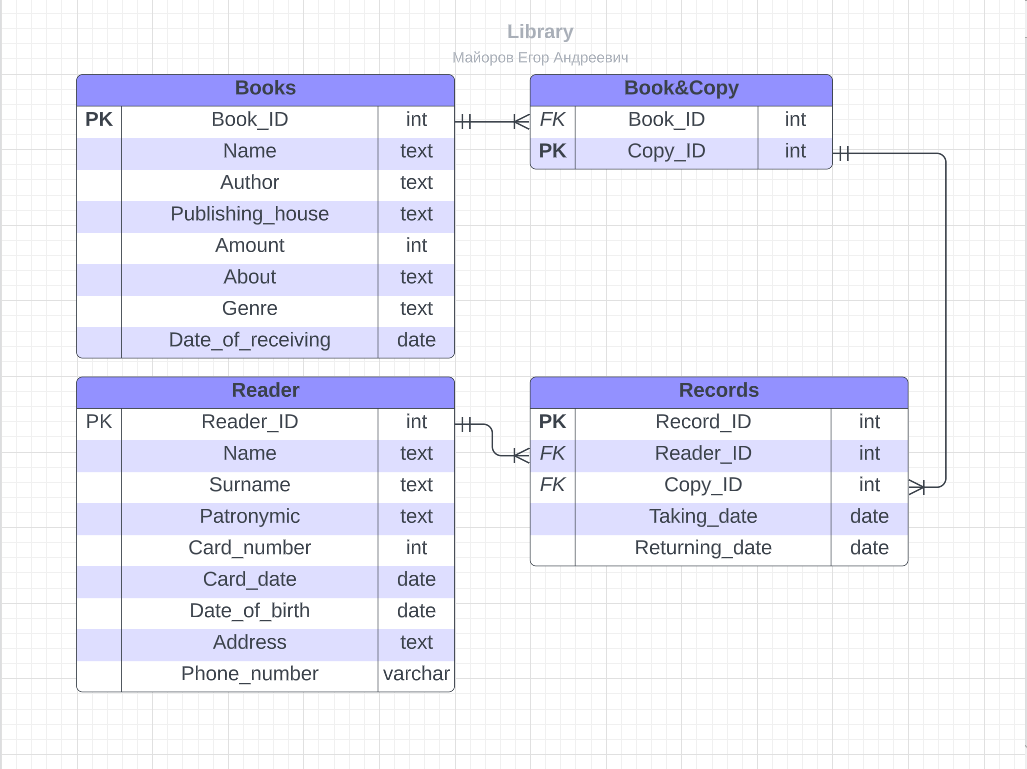 Library
Майоров Егор Андреевич
Books
PK Book_ID int
Name text
Author text
Publishing_house text
Amount int
About text
Genre text
Date_of_receiving date
Book&Copy
FK Book_ID int
PK Copy_ID int
Reader
PK Reader_ID int
Name text
Surname text
Patronymic text
Card_number int
Card_date date
Date_of_birth date
Address text
Phone_number varchar
Records
PK Record_ID int
FK Reader_ID int
FK Copy_ID int
Taking_date date
Returning_date date